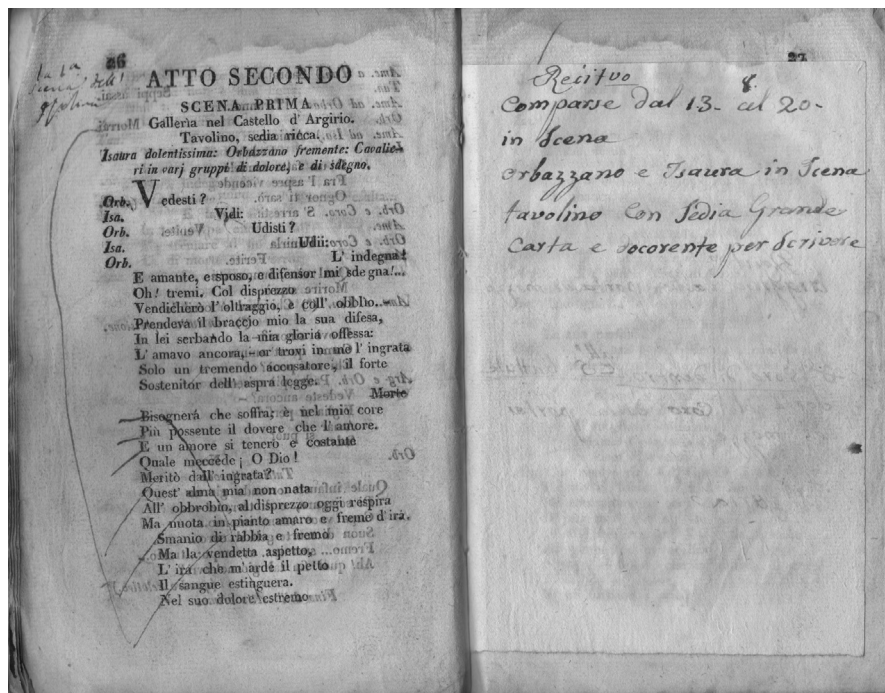 26
ATTO SECONDO
SCENA PRIMA
Galleria nel Castello d' Argirio.
Tavolino, sedia ricca.
Isaura dolentissima: Orbazzano fremente: Cavalie-
ri in varj gruppi di dolore, e di sdegno.
Orb. Vedesti?
Isa. Vidi:
Orb. Udisti?
Isa. Udii:
Orb. L' indegna!
E amante, e sposo, e difensor mi sdegna!...
Oh! tremi. Col disprezzo
Vendicherò l' oltraggio, e coll' obblio...
Prendeva il braccio mio la sua difesa,
In lei serbando la mia gloria offessa:
L' amavo ancora, - or trovi in me l' ingrata
Solo un tremendo accusatore, il forte
Sostenitor dell' aspra legge.
Morte
Bisognerà che soffra; è nel mio core
Più possente il dovere che l' amore.
E un amore si tenero e costante
Quale meccède ¡ O Dio!
Meritò dall' ingrata?
Quest' alma mia non nata
All' obbrobrio, al disprezzo oggi respira
Ma nuota in pianto amaro e freme d' ira.
Smanio di rabbia e fremo
Ma la vendetta aspetto,
L' ira che m' arde il petto
Il sangue estinguera.
Nel suo dolore estremo
27
Recitvo
8.
Comparse dal 13- al 20-
in Scena
orbazzano e Isaura in Scena
tavolino Con Sedia Grande
Carta e docorente per Scrivere